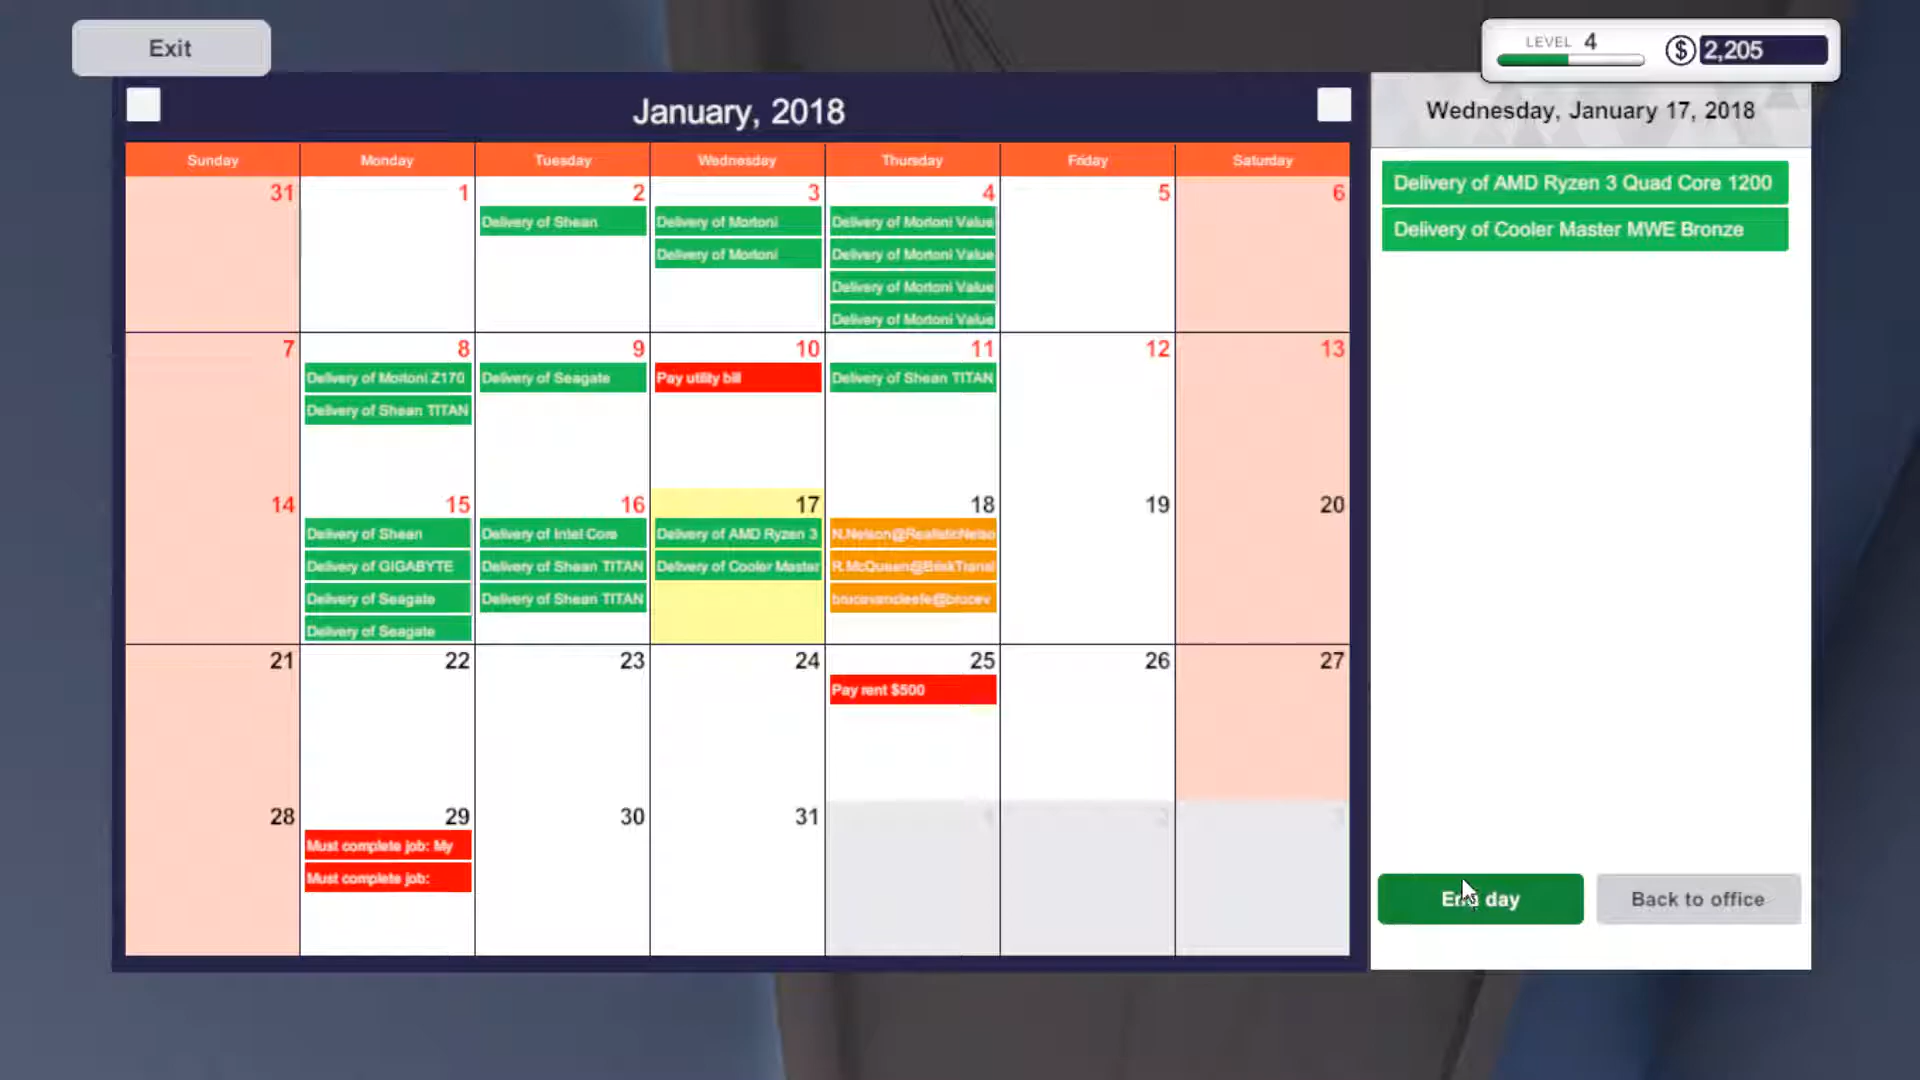 Exit
LEVEL 4
$ 2,205
January, 2018
Sunday Monday Tuesday Wednesday Thursday Friday Saturday
31 1 2 3 4 5 6
Delivery of Shean
Delivery of Mortoni
Delivery of Mortoni
Delivery of Mortoni Value
Delivery of Mortoni Value
Delivery of Mortoni Value
Delivery of Mortoni Value
7 8 9 10 11 12 13
Delivery of Mortoni Z170
Delivery of Shean TITAN
Delivery of Seagate
Pay utility bill
Delivery of Shean TITAN
14 15 16 17 18 19 20
Delivery of Shean
Delivery of GIGABYTE
Delivery of Seagate
Delivery of Seagate
Delivery of Intel Core
Delivery of Shean TITAN
Delivery of Shean TITAN
Delivery of AMD Ryzen 3
Delivery of Cooler Master
21 22 23 24 25 26 27
Pay rent $500
28 29 30 31
Must complete job: My
Must complete job:
Wednesday, January 17, 2018
Delivery of AMD Ryzen 3 Quad Core 1200
Delivery of Cooler Master MWE Bronze
End day
Back to office